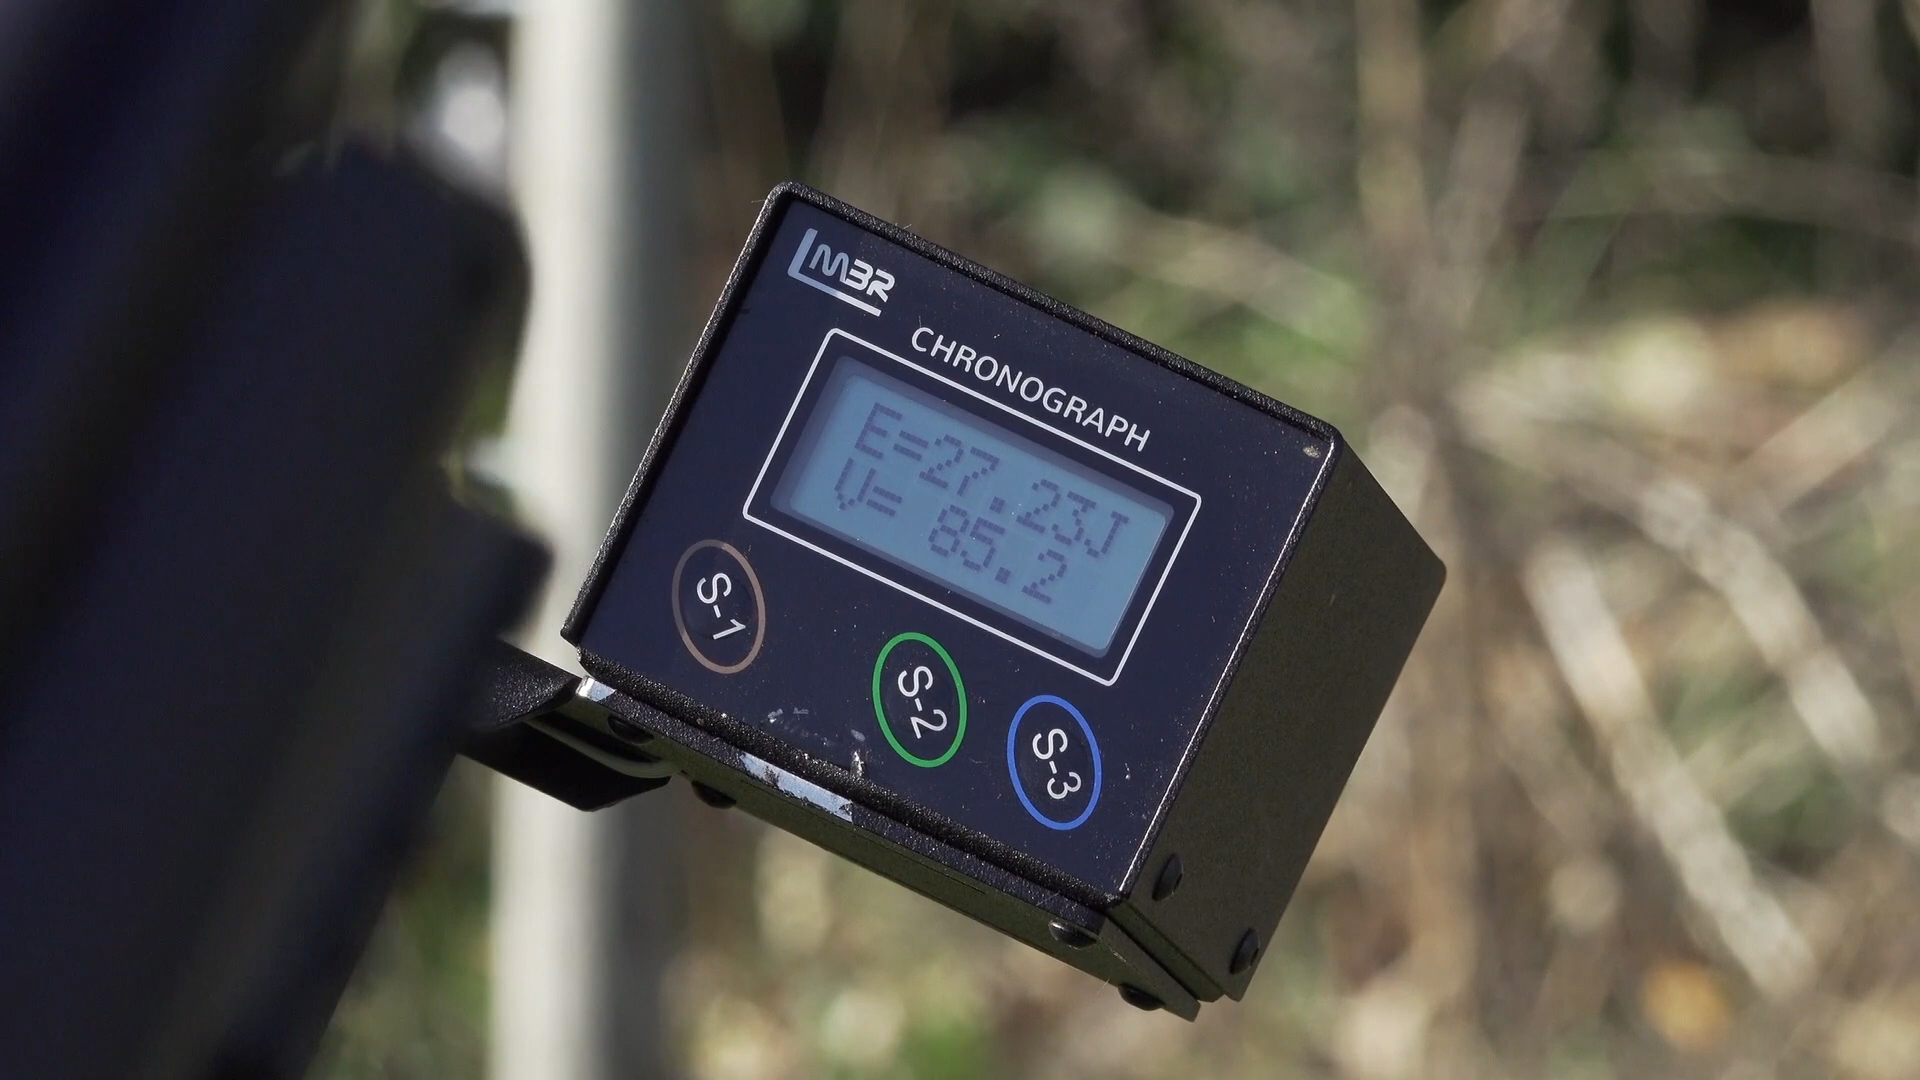 LMBR
CHRONOGRAPH
E=27.23J
V= 85.2
S-1
S-2
S-3